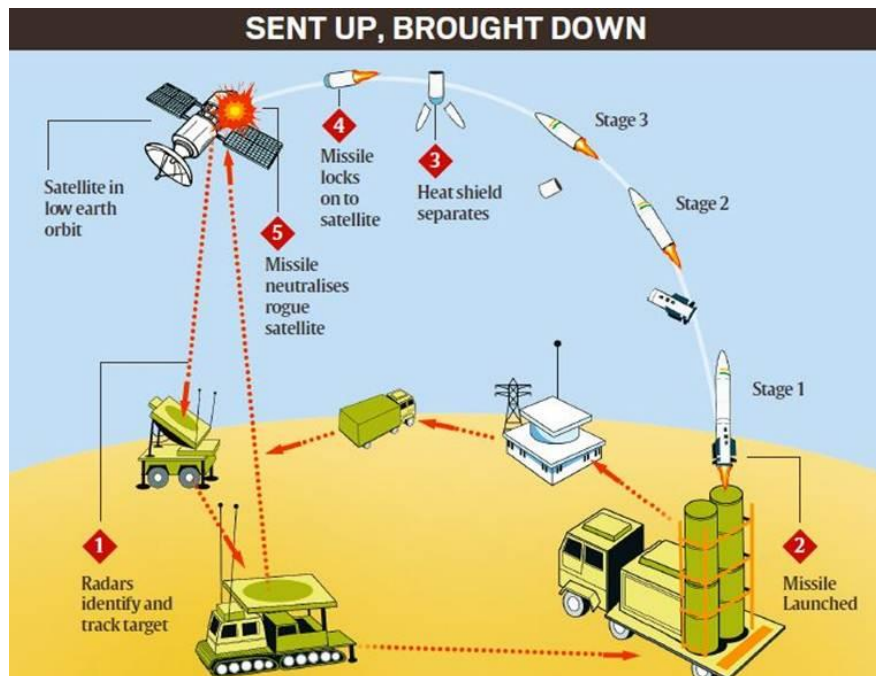 SENT UP, BROUGHT DOWN
Satellite in
low earth
orbit
5
Missile
neutralises
rogue
satellite
4
Missile
locks
on to
satellite
3
Heat shield
separates
Stage 3
Stage 2
Stage 1
1
Radars
identify and
track target
2
Missile
Launched